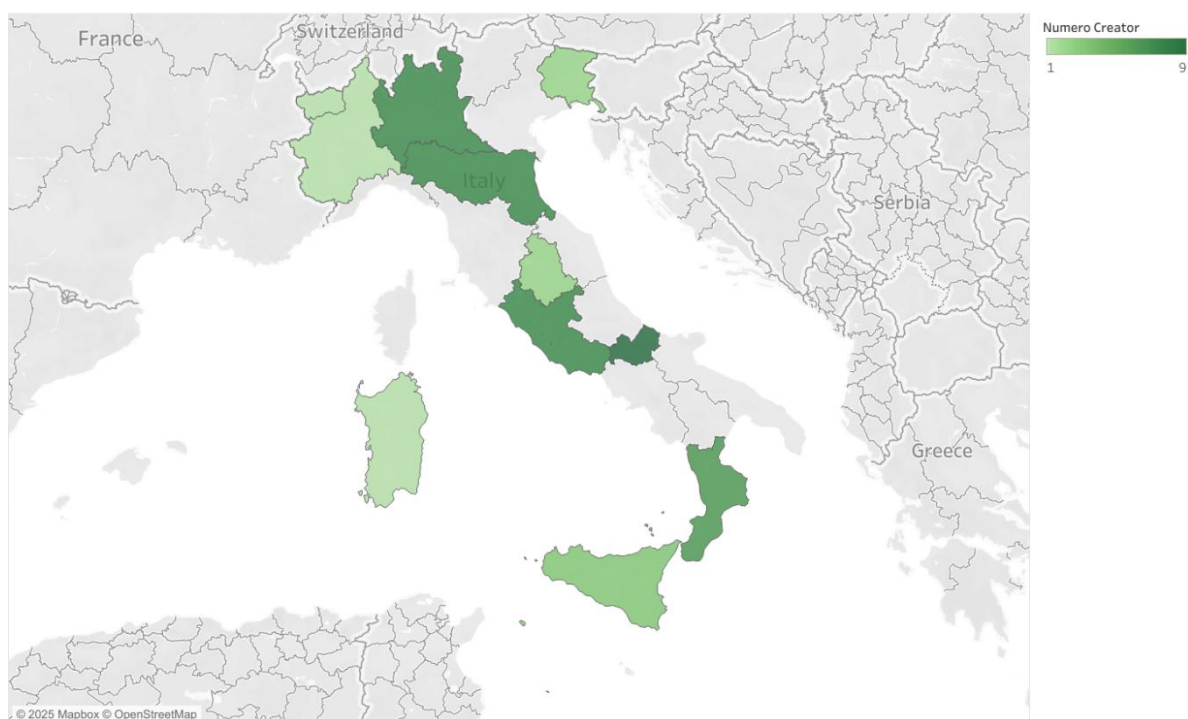 France
Switzerland
Italy
Serbia
Greece
© 2025 Mapbox © OpenStreetMap
Numero Creator
1 9